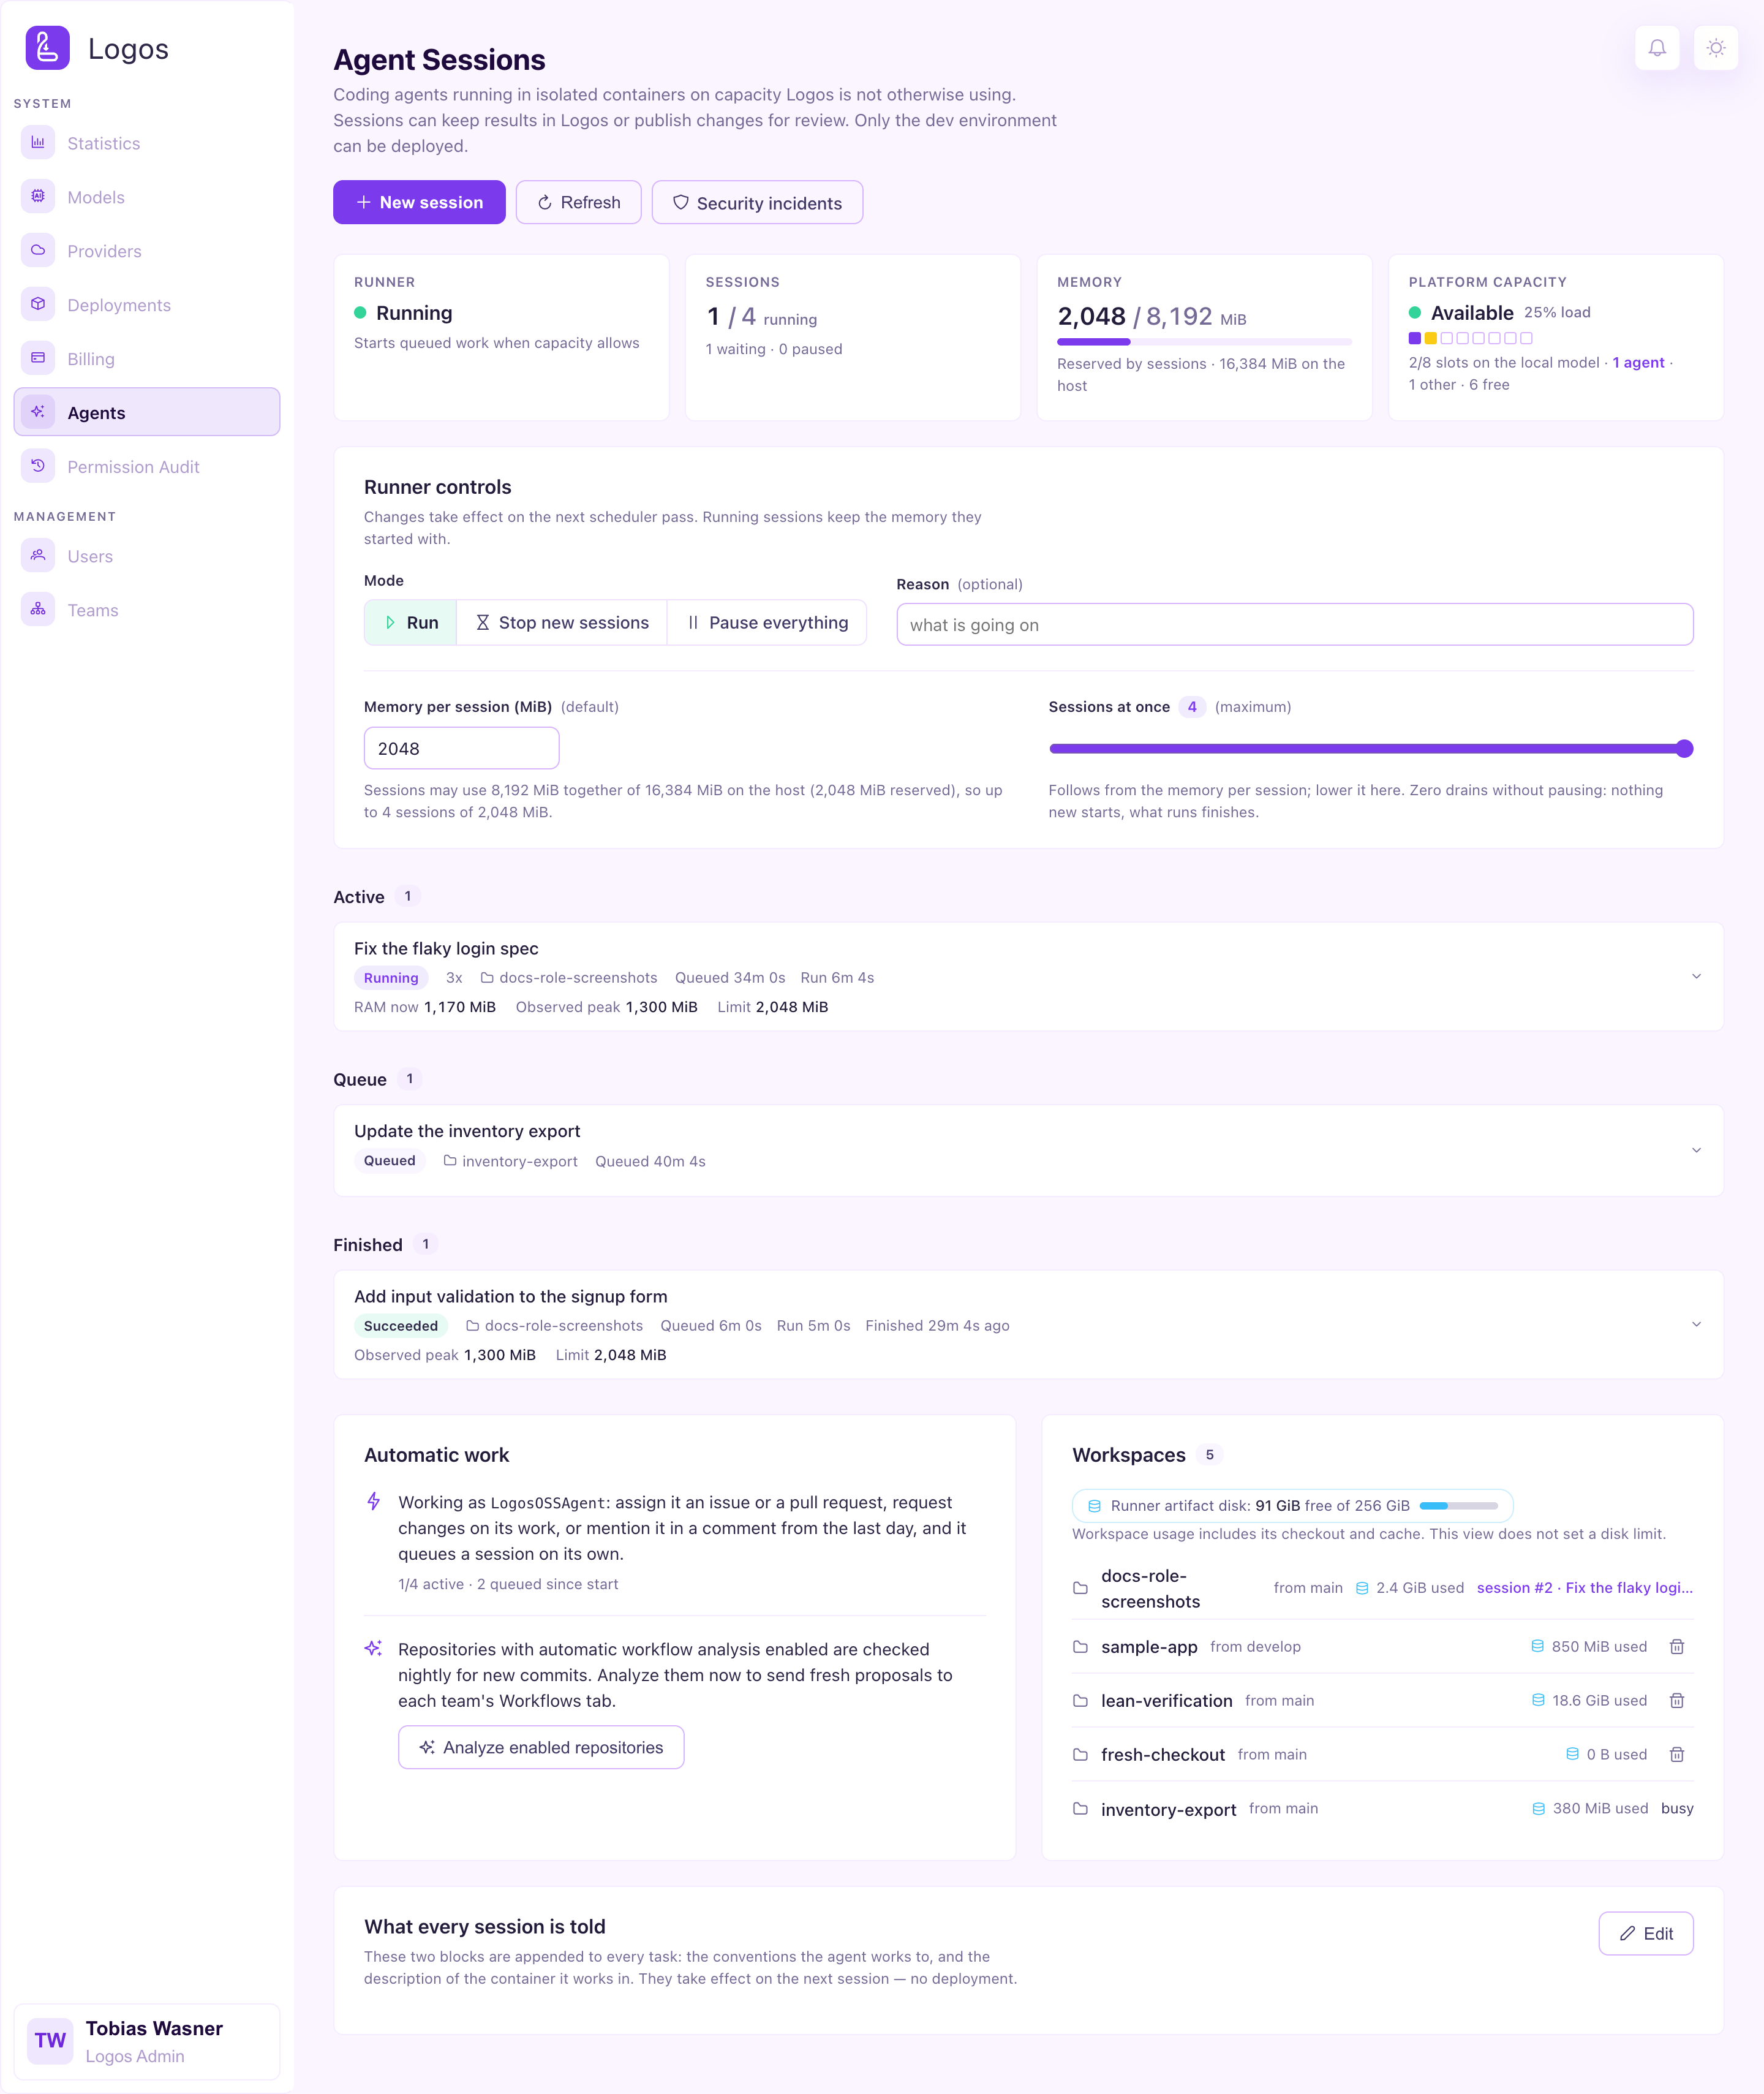 Logos
SYSTEM
Statistics
Models
Providers
Deployments
Billing
Agents
Permission Audit
MANAGEMENT
Users
Teams
TW
Tobias Wasner
Logos Admin
Agent Sessions
Coding agents running in isolated containers on capacity Logos is not otherwise using.
Sessions can keep results in Logos or publish changes for review. Only the dev environment
can be deployed.
New session
Refresh
Security incidents
RUNNER
Running
Starts queued work when capacity allows
SESSIONS
1 / 4 running
1 waiting · 0 paused
MEMORY
2,048 / 8,192 MiB
Reserved by sessions · 16,384 MiB on the
host
PLATFORM CAPACITY
Available 25% load
2/8 slots on the local model · 1 agent ·
1 other · 6 free
Runner controls
Changes take effect on the next scheduler pass. Running sessions keep the memory they
started with.
Mode
Run
Stop new sessions
Pause everything
Reason (optional)
what is going on
Memory per session (MiB) (default)
2048
Sessions may use 8,192 MiB together of 16,384 MiB on the host (2,048 MiB reserved), so up
to 4 sessions of 2,048 MiB.
Sessions at once 4 (maximum)
Follows from the memory per session; lower it here. Zero drains without pausing: nothing
new starts, what runs finishes.
Active 1
Fix the flaky login spec
Running 3x docs-role-screenshots Queued 34m 0s Run 6m 4s
RAM now 1,170 MiB Observed peak 1,300 MiB Limit 2,048 MiB
Queue 1
Update the inventory export
Queued inventory-export Queued 40m 4s
Finished 1
Add input validation to the signup form
Succeeded docs-role-screenshots Queued 6m 0s Run 5m 0s Finished 29m 4s ago
Observed peak 1,300 MiB Limit 2,048 MiB
Automatic work
Working as LogosOSSAgent: assign it an issue or a pull request, request
changes on its work, or mention it in a comment from the last day, and it
queues a session on its own.
1/4 active · 2 queued since start
Repositories with automatic workflow analysis enabled are checked
nightly for new commits. Analyze them now to send fresh proposals to
each team's Workflows tab.
Analyze enabled repositories
Workspaces 5
Runner artifact disk: 91 GiB free of 256 GiB
Workspace usage includes its checkout and cache. This view does not set a disk limit.
docs-role-
screenshots
from main 2.4 GiB used session #2 · Fix the flaky logi...
sample-app from develop 850 MiB used
lean-verification from main 18.6 GiB used
fresh-checkout from main 0 B used
inventory-export from main 380 MiB used busy
What every session is told
These two blocks are appended to every task: the conventions the agent works to, and the
description of the container it works in. They take effect on the next session — no deployment.
Edit